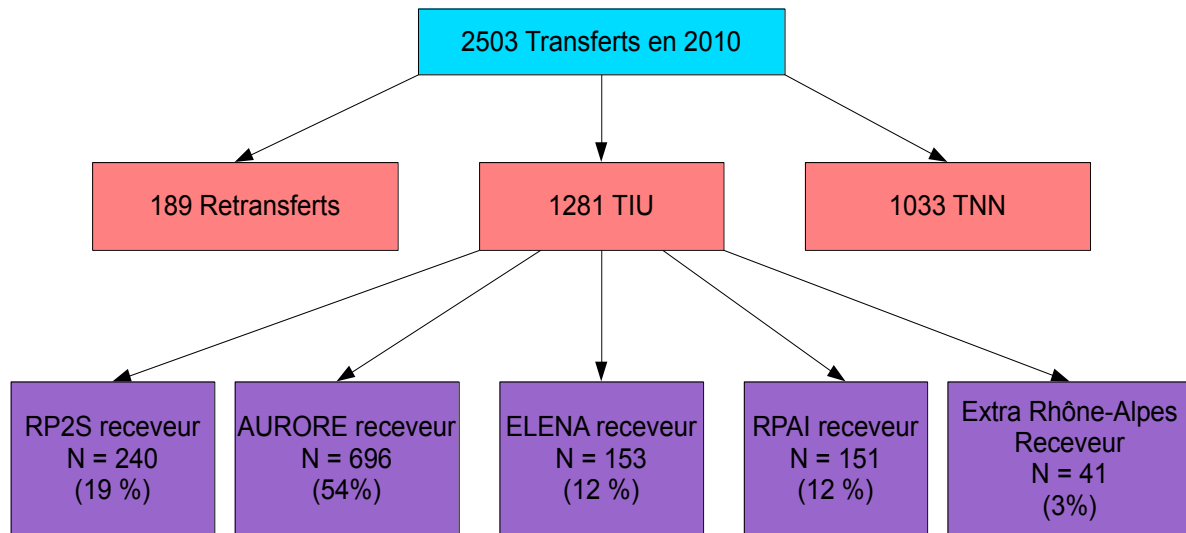 2503 Transferts en 2010
189 Retransferts
1281 TIU
1033 TNN
RP2S receveur
N = 240
(19 %)
AURORE receveur
N = 696
(54%)
ELENA receveur
N = 153
(12 %)
RPAI receveur
N = 151
(12 %)
Extra Rhône-Alpes
Receveur
N = 41
(3%)